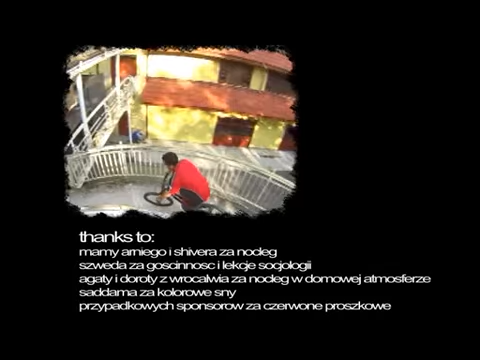 thanks to:
mamy arniego i shivera za nocleg
szweda za goscinnosc i lekcje socjologii
agaty i doroty z wrocalwia za nocleg w domowej atmosferze
saddama za kolorowe sny
przypadkowych sponsorow za czerwone proszkowe